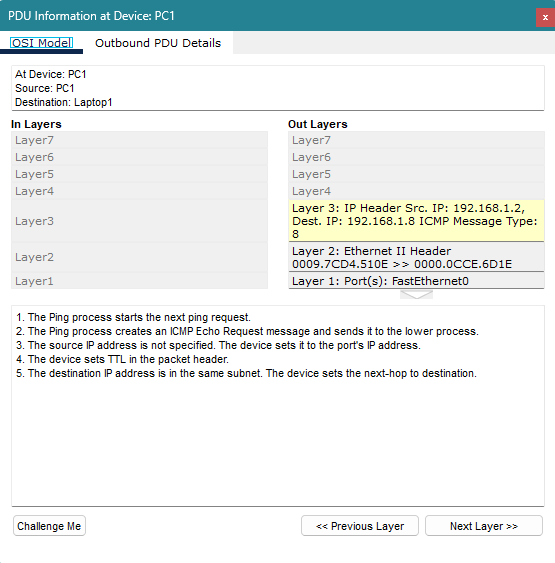 PDU Information at Device: PC1
x
OSI Model Outbound PDU Details
At Device: PC1
Source: PC1
Destination: Laptop1
In Layers
Layer7
Layer6
Layer5
Layer4
Layer3
Layer2
Layer1
Out Layers
Layer7
Layer6
Layer5
Layer4
Layer 3: IP Header Src. IP: 192.168.1.2,
Dest. IP: 192.168.1.8 ICMP Message Type:
8
Layer 2: Ethernet II Header
0009.7CD4.510E >> 0000.0CCE.6D1E
Layer 1: Port(s): FastEthernet0
1. The Ping process starts the next ping request.
2. The Ping process creates an ICMP Echo Request message and sends it to the lower process.
3. The source IP address is not specified. The device sets it to the port's IP address.
4. The device sets TTL in the packet header.
5. The destination IP address is in the same subnet. The device sets the next-hop to destination.
Challenge Me
<< Previous Layer
Next Layer >>